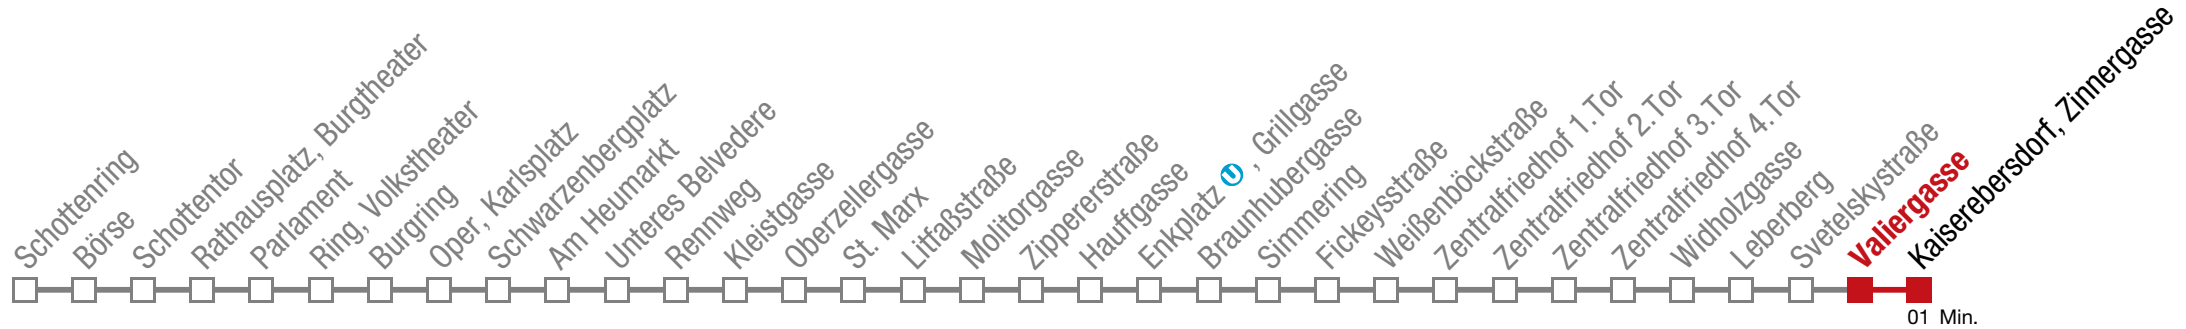 Schottenring
Börse
Schottentor
Rathausplatz, Burgtheater
Parlament
Ring, Volkstheater
Burgring
Oper, Karlsplatz
Schwarzenbergplatz
Am Heumarkt
Unteres Belvedere
Rennweg
Kleistgasse
Oberzellergasse
St. Marx
Litfaßstraße
Molitorgasse
Zippererstraße
Hauffgasse
Enkplatz U , Grillgasse
Braunhubergasse
Simmering
Fickeysstraße
Weißenböckstraße
Zentralfriedhof 1.Tor
Zentralfriedhof 2.Tor
Zentralfriedhof 3.Tor
Zentralfriedhof 4.Tor
Widholzgasse
Leberberg
Svetelskystraße
Valiergasse
Kaiserebersdorf, Zinnergasse
01 Min.